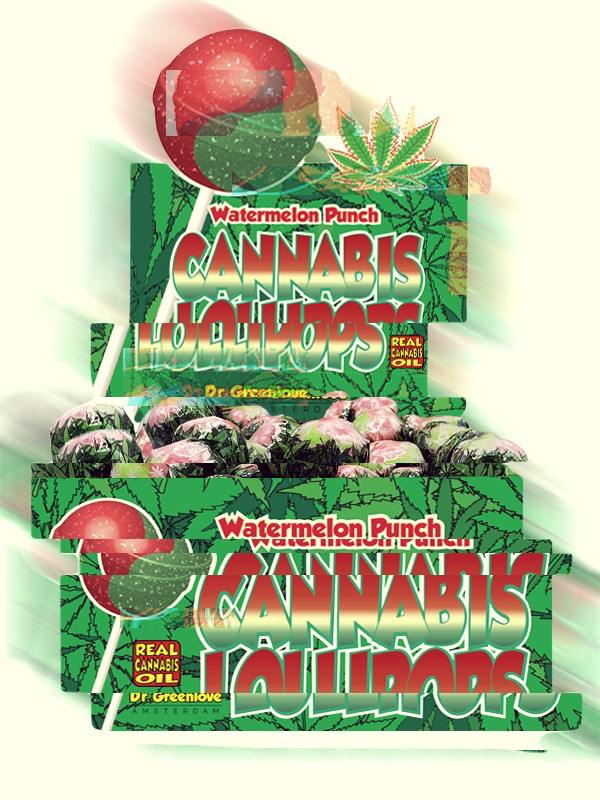 Watermelon Punch
CANNABIS
LOLLIPOPS
REAL
CANNABIS
OIL
Dr. Greenlove
AMSTERDAM
Watermelon Punch
CANNABIS
LOLLIPOPS
REAL
CANNABIS
OIL
Dr. Greenlove
AMSTERDAM